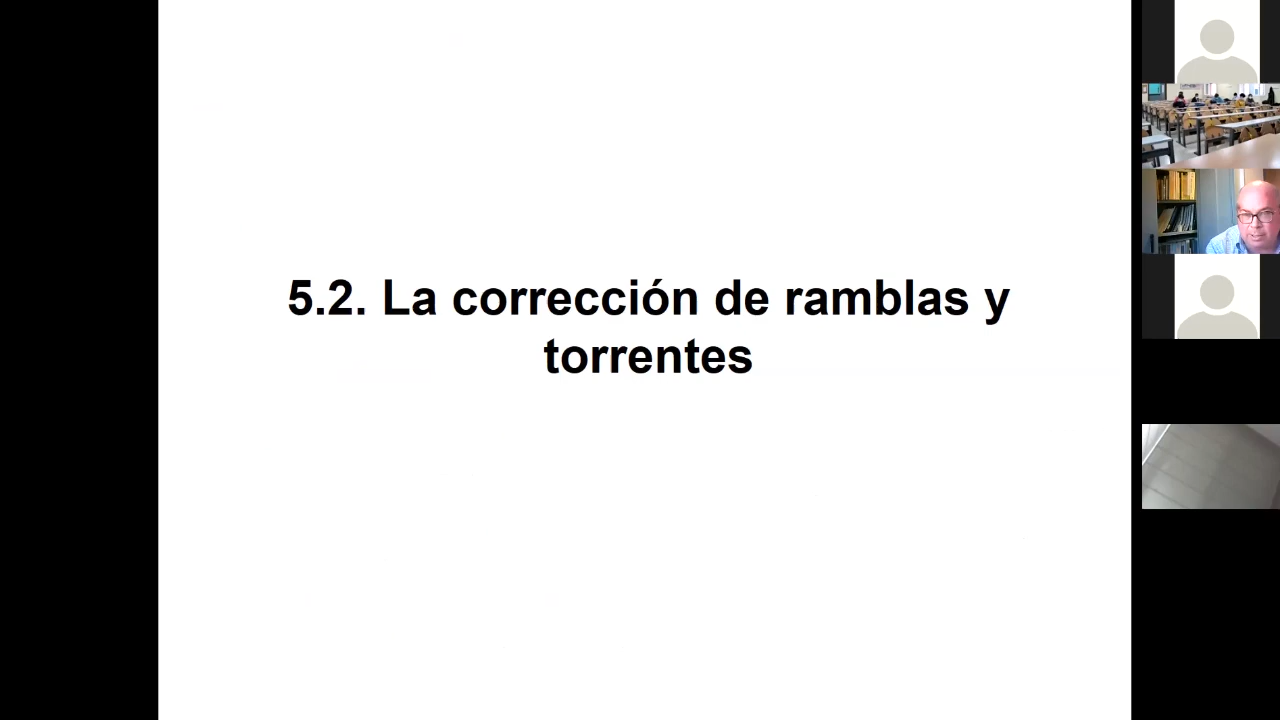 5.2. La corrección de ramblas y
torrentes